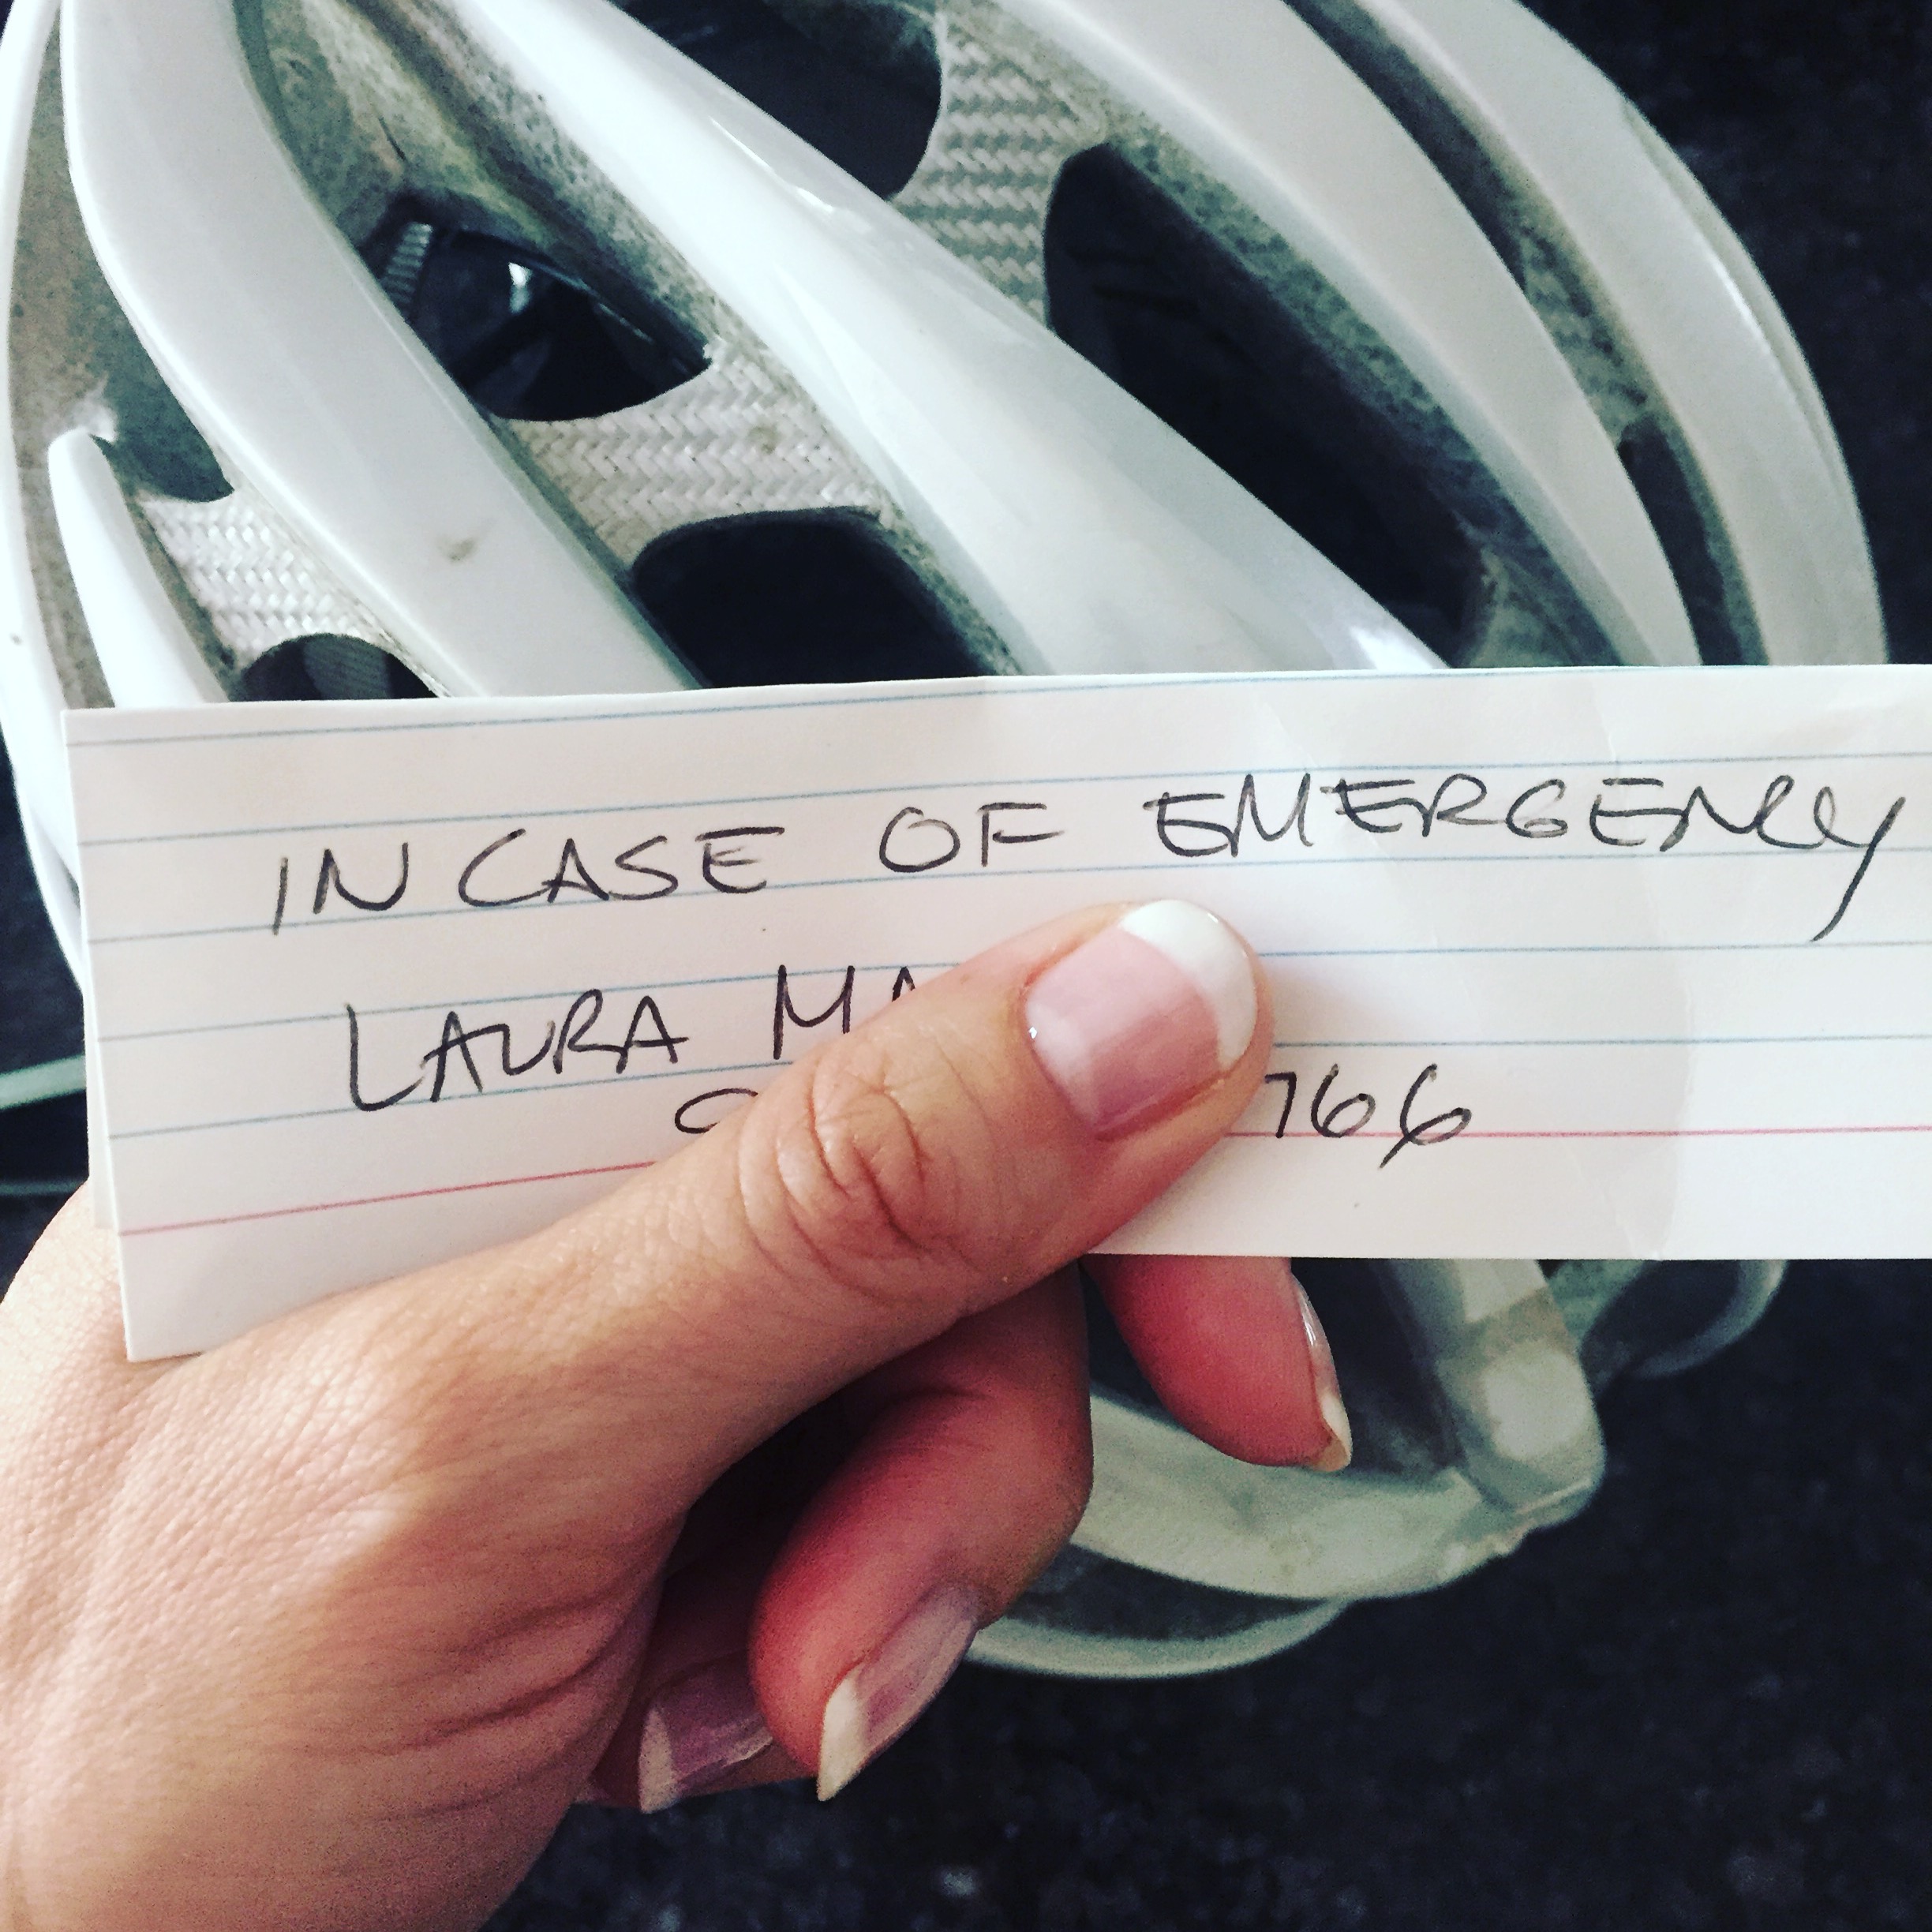 IN CASE OF EMERGENCY
LAURA
766